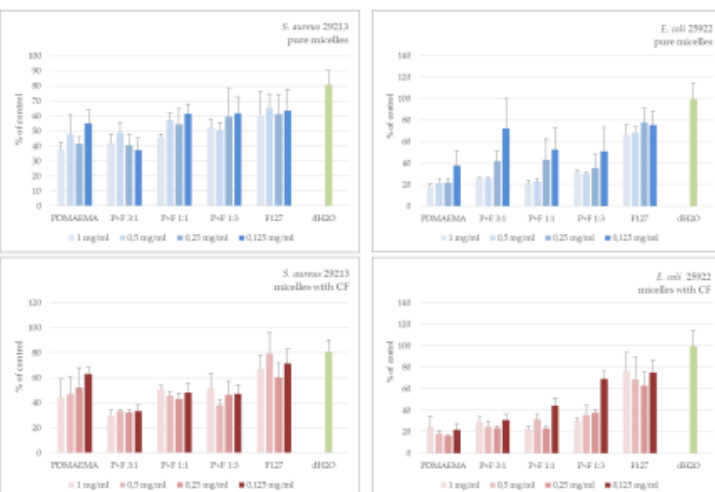 S. aureus 29213
pure micelles
% of control
100
90
80
70
60
50
40
30
20
10
0
PDMAEMA P+F 3:1 P+F 1:1 P+F 1:3 F127 dH2O
1 mg/ml 0,5 mg/ml 0,25 mg/ml 0,125 mg/ml
E. coli 25922
pure micelles
% of control
140
120
100
80
60
40
20
0
PDMAEMA P+F 3:1 P+F 1:1 P+F 1:3 F127 dH2O
1 mg/ml 0,5 mg/ml 0,25 mg/ml 0,125 mg/ml
S. aureus 29213
micelles with CF
% of control
120
100
80
60
40
20
0
PDMAEMA P+F 3:1 P+F 1:1 P+F 1:3 F127 dH2O
1 mg/ml 0,5 mg/ml 0,25 mg/ml 0,125 mg/ml
E. coli 25922
micelles with CF
% of control
140
120
100
80
60
40
20
0
PDMAEMA P+F 3:1 P+F 1:1 P+F 1:3 F127 dH2O
1 mg/ml 0,5 mg/ml 0,25 mg/ml 0,125 mg/ml